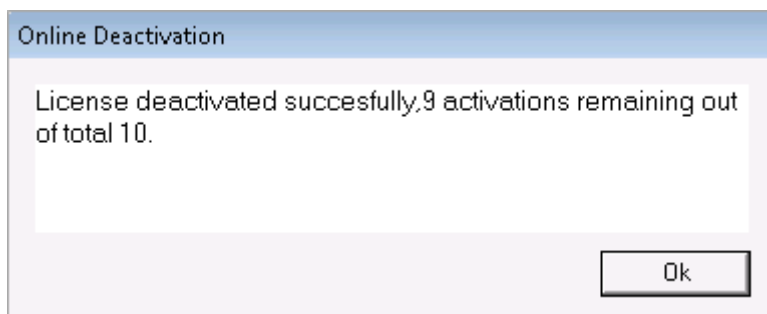 Online Deactivation
License deactivated succesfully,9 activations remaining out
of total 10.
Ok